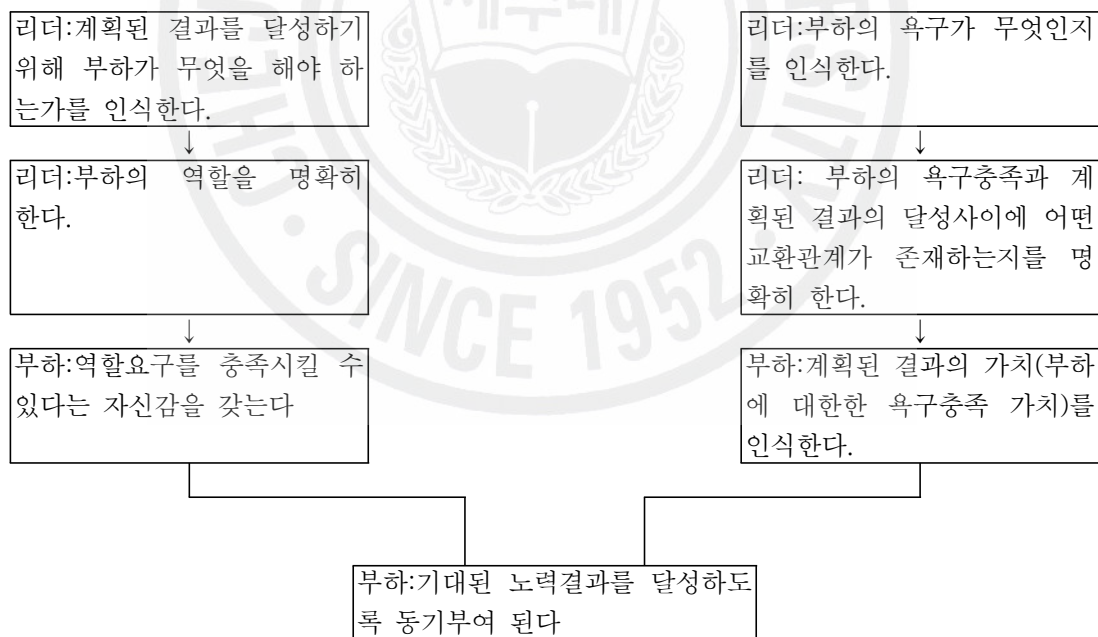 리더:계획된 결과를 달성하기
위해 부하가 무엇을 해야 하
는가를 인식한다.
리더:부하의 욕구가 무엇인지
를 인식한다.
리더:부하의 역할을 명확히
한다.
리더: 부하의 욕구충족과 계
획된 결과의 달성사이에 어떤
교환관계가 존재하는지를 명
확히 한다.
부하:역할요구를 충족시킬 수
있다는 자신감을 갖는다
부하:계획된 결과의 가치(부하
에 대한한 욕구충족 가치)를
인식한다.
부하:기대된 노력결과를 달성하도
록 동기부여 된다
SINCE 1952